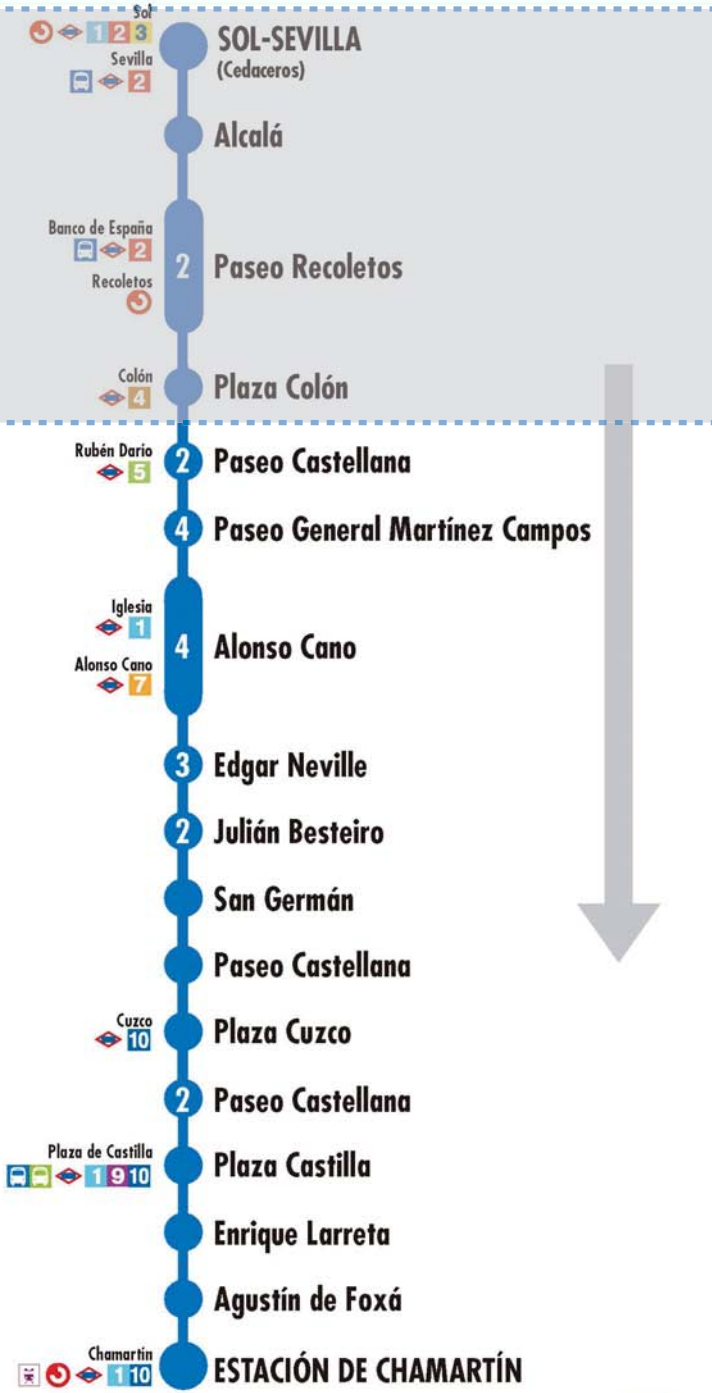 Sol
1 2 3
SOL-SEVILLA
Sevilla
(Cedaceros)
2
Alcalá
Banco de España
2
2 Paseo Recoletos
Recoletos
Colón
4
Plaza Colón
Rubén Dario
5
2 Paseo Castellana
4 Paseo General Martínez Campos
Iglesia
1
4 Alonso Cano
Alonso Cano
7
3 Edgar Neville
2 Julián Besteiro
San Germán
Paseo Castellana
Cuzco
10
Plaza Cuzco
2 Paseo Castellana
Plaza de Castilla
1 9 10
Plaza Castilla
Enrique Larreta
Agustín de Foxá
Chamartín
1 10
ESTACIÓN DE CHAMARTÍN